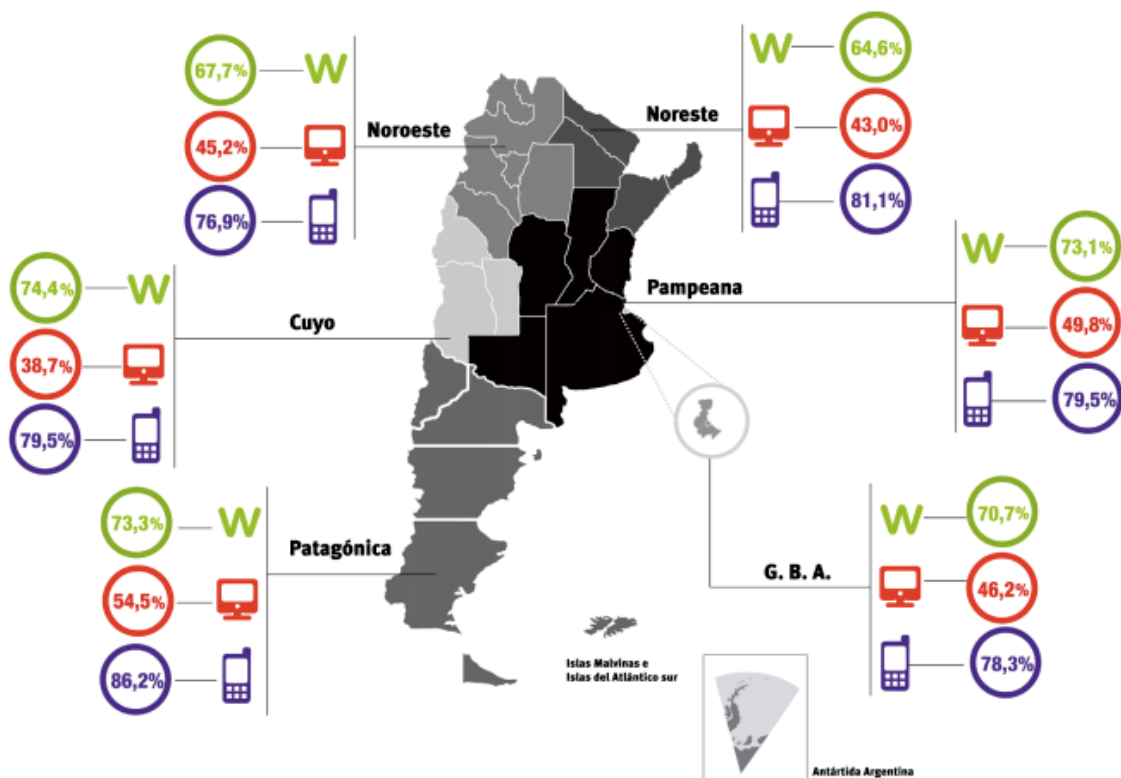 67,7%
W
45,2%
76,9%
Noroeste
W
64,6%
43,0%
81,1%
Noreste
74,4%
W
38,7%
79,5%
Cuyo
W
73,1%
49,8%
79,5%
Pampeana
73,3%
W
54,5%
86,2%
Patagónica
W
70,7%
46,2%
78,3%
G. B. A.
Islas Malvinas e
Islas del Atlántico sur
Antártida Argentina